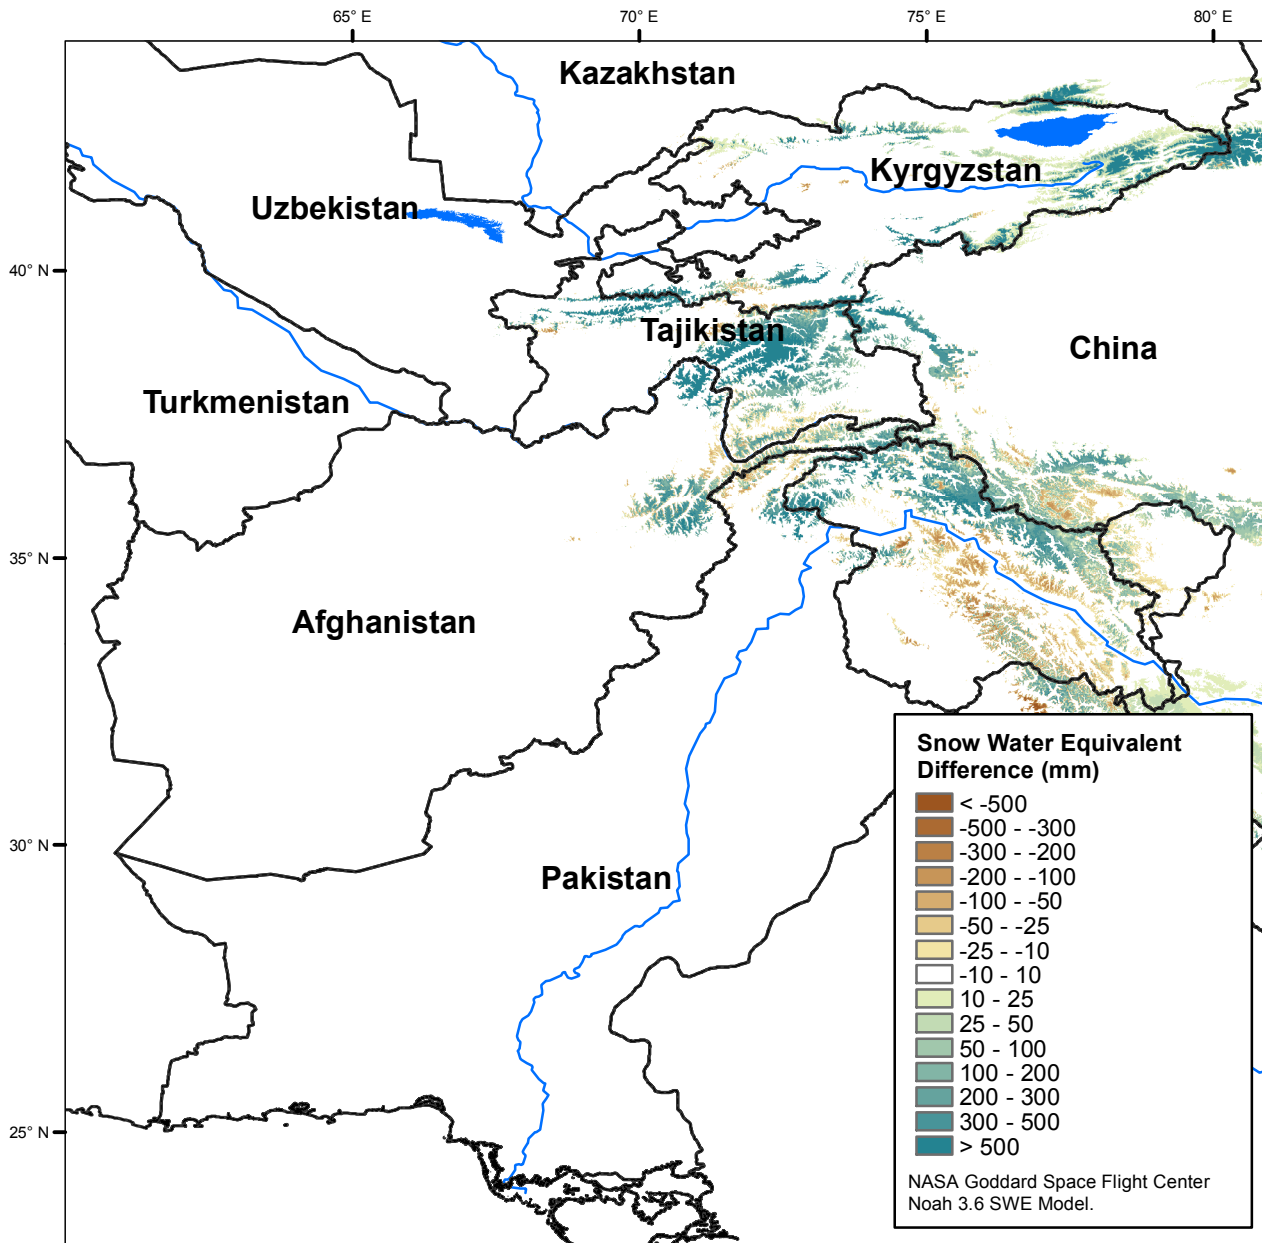 65° E
70° E
75° E
80° E
Kazakhstan
Kyrgyzstan
Uzbekistan
40° N
Tajikistan
China
Turkmenistan
35° N
Afghanistan
30° N
Pakistan
25° N
Snow Water Equivalent
Difference (mm)
< -500
-500 - -300
-300 - -200
-200 - -100
-100 - -50
-50 - -25
-25 - -10
-10 - 10
10 - 25
25 - 50
50 - 100
100 - 200
200 - 300
300 - 500
> 500
NASA Goddard Space Flight Center
Noah 3.6 SWE Model.